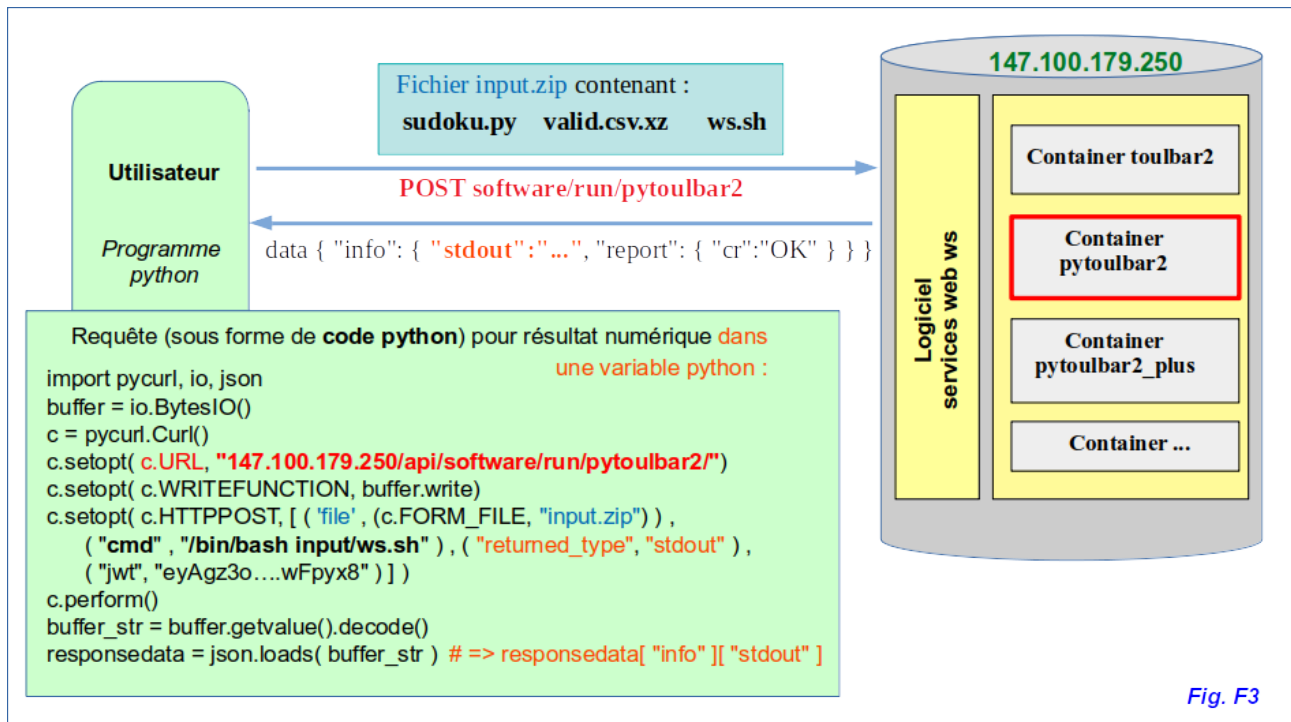 147.100.179.250
Fichier input.zip contenant :
sudoku.py valid.csv.xz ws.sh
Utilisateur
POST software/run/pytoulbar2
Programme
python
data { "info": { "stdout":"...", "report": { "cr":"OK" } } }
Logiciel
services web ws
Container toulbar2
Container
pytoulbar2
Container
pytoulbar2_plus
Container ...
Requête (sous forme de code python) pour résultat numérique dans
une variable python :
import pycurl, io, json
buffer = io.BytesIO()
c = pycurl.Curl()
c.setopt( c.URL, "147.100.179.250/api/software/run/pytoulbar2/")
c.setopt( c.WRITEFUNCTION, buffer.write)
c.setopt( c.HTTPPOST, [ ( 'file' , (c.FORM_FILE, "input.zip") ) ,
( "cmd" , "/bin/bash input/ws.sh" ) , ( "returned_type", "stdout" ) ,
( "jwt", "eyAgz3o….wFpyx8" ) ] )
c.perform()
buffer_str = buffer.getvalue().decode()
responsedata = json.loads( buffer_str ) # => responsedata[ "info" ][ "stdout" ]
Fig. F3